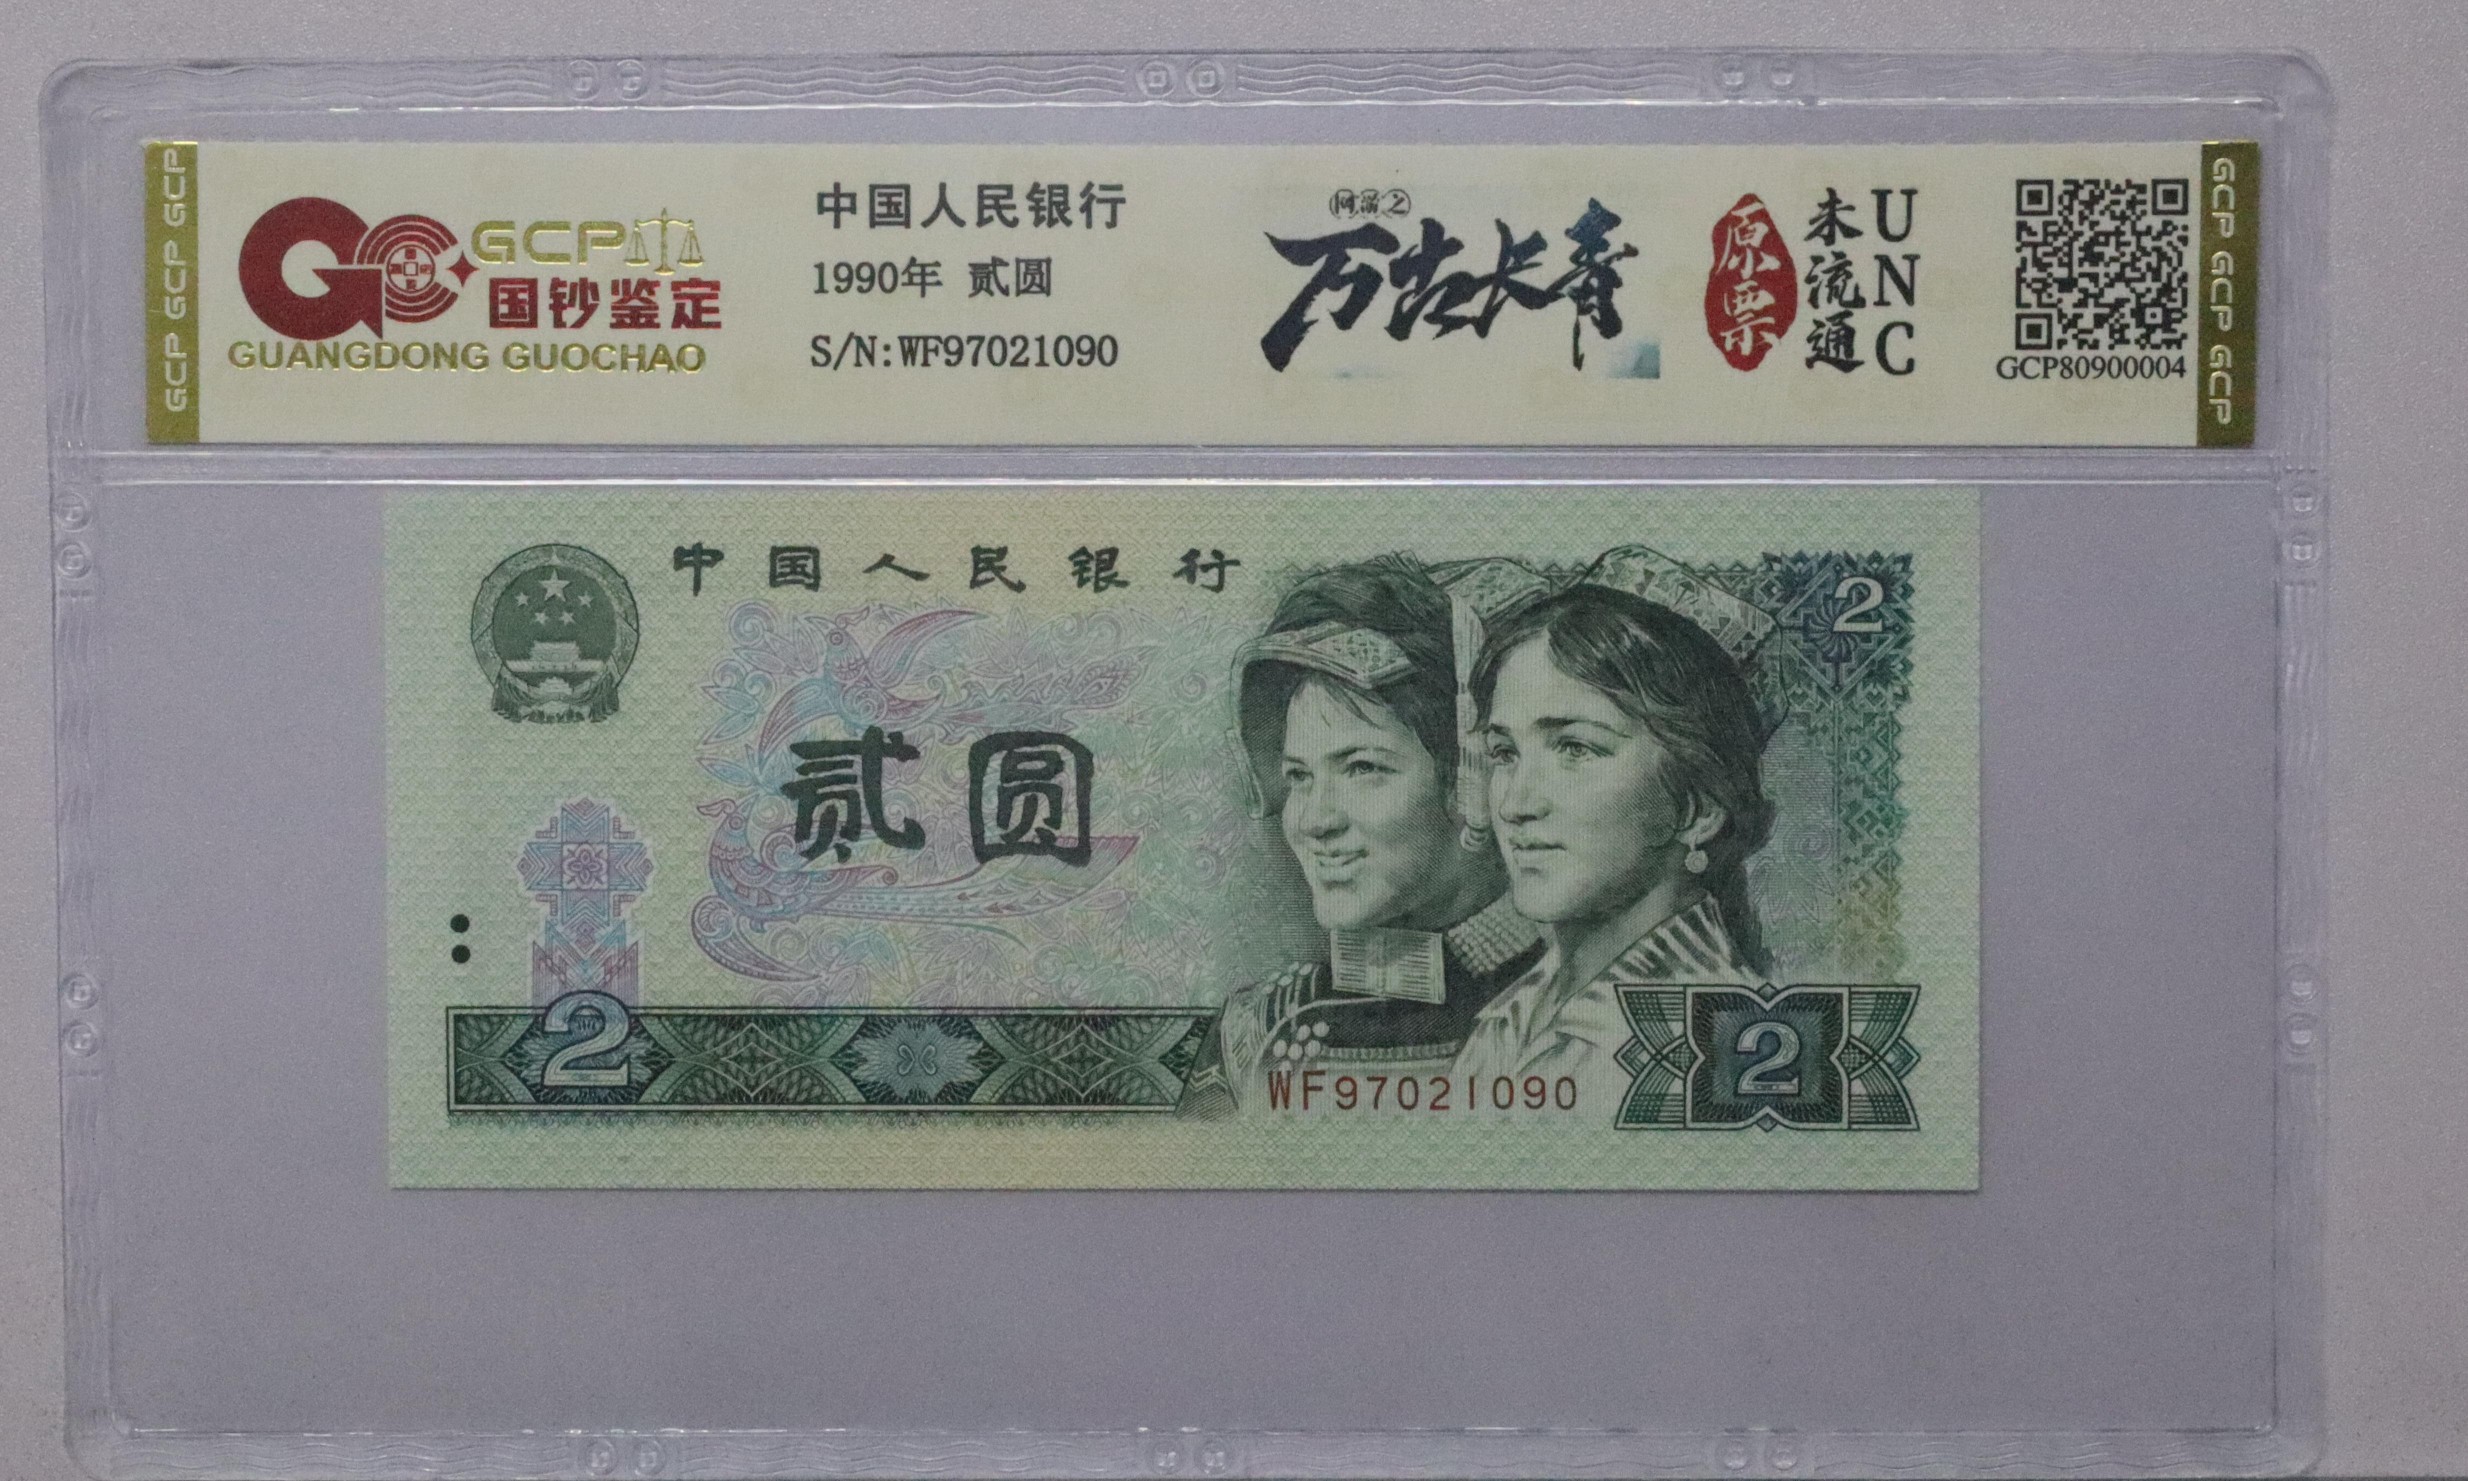 GCP GCP GCP
GCP
国钞鉴定
GUANGDONG GUOCHAO
中国人民银行
1990年 贰圆
S/N:WF97021090
万古长青
原票
未流通
UNC
GCP80900004
GCP GCP GCP
中国人民银行
2
贰圆
2
WF97021090
2